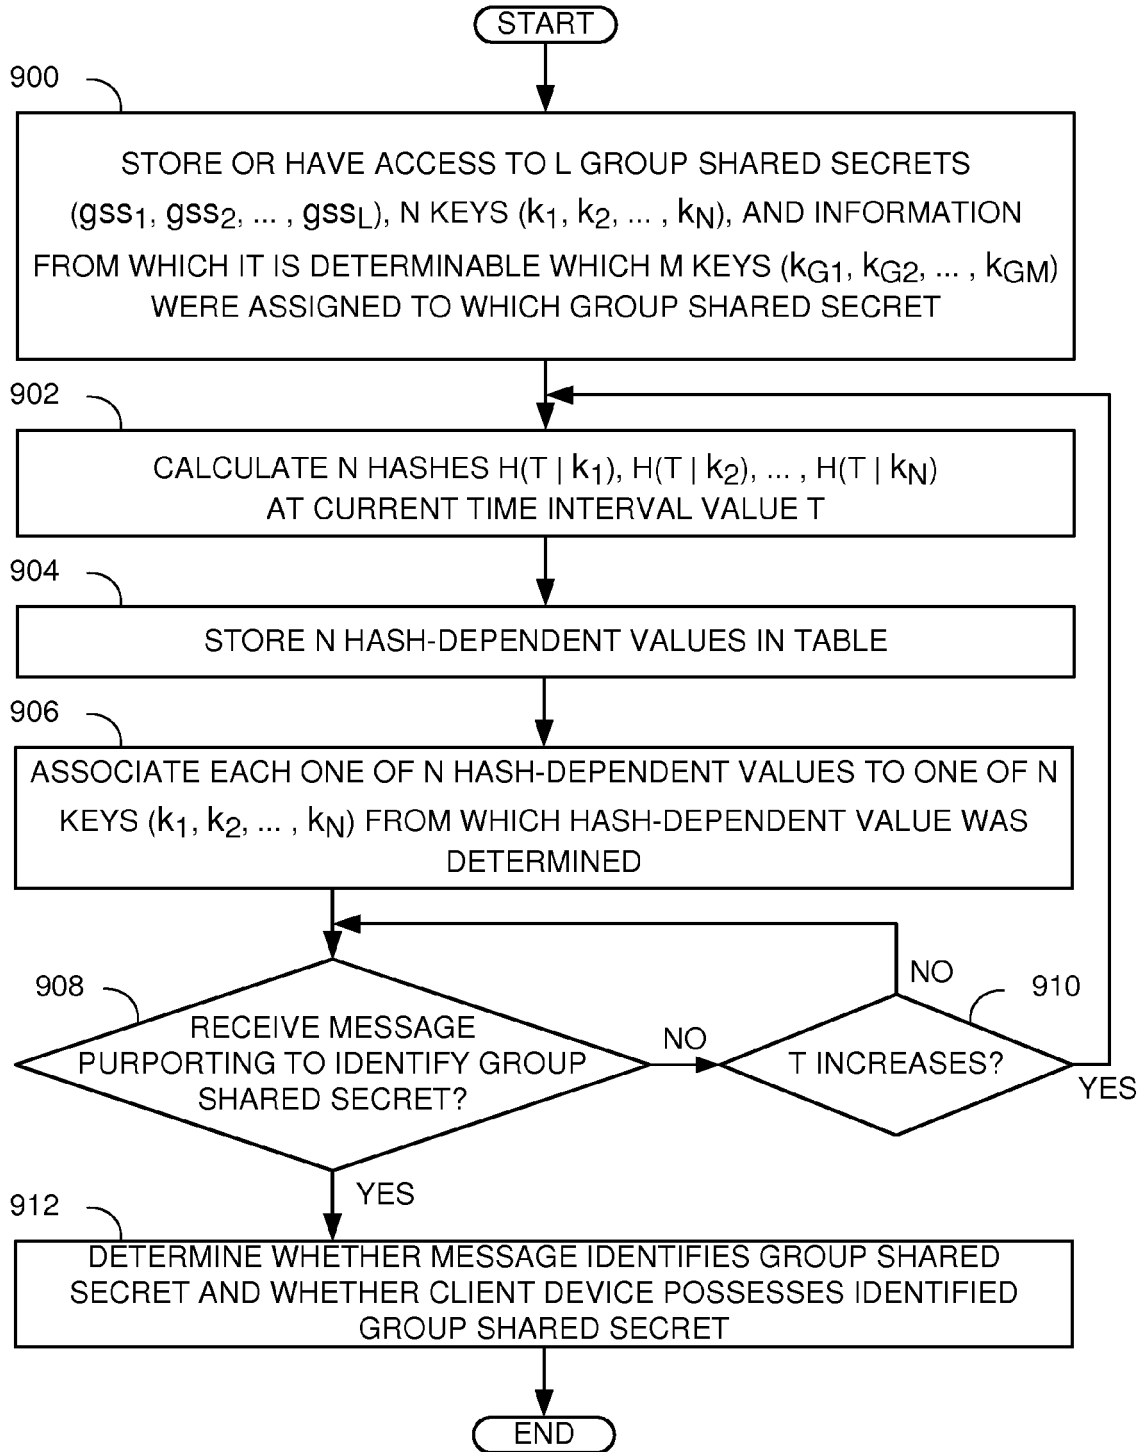 START
900
STORE OR HAVE ACCESS TO L GROUP SHARED SECRETS
(gss1, gss2, ... , gssL), N KEYS (k1, k2, ... , kN), AND INFORMATION
FROM WHICH IT IS DETERMINABLE WHICH M KEYS (kG1, kG2, ... , kGM)
WERE ASSIGNED TO WHICH GROUP SHARED SECRET
902
CALCULATE N HASHES H(T | k1), H(T | k2), ... , H(T | kN)
AT CURRENT TIME INTERVAL VALUE T
904
STORE N HASH-DEPENDENT VALUES IN TABLE
906
ASSOCIATE EACH ONE OF N HASH-DEPENDENT VALUES TO ONE OF N
KEYS (k1, k2, ... , kN) FROM WHICH HASH-DEPENDENT VALUE WAS
DETERMINED
908
RECEIVE MESSAGE
PURPORTING TO IDENTIFY GROUP
SHARED SECRET?
NO
NO
910
T INCREASES?
YES
YES
912
DETERMINE WHETHER MESSAGE IDENTIFIES GROUP SHARED
SECRET AND WHETHER CLIENT DEVICE POSSESSES IDENTIFIED
GROUP SHARED SECRET
END